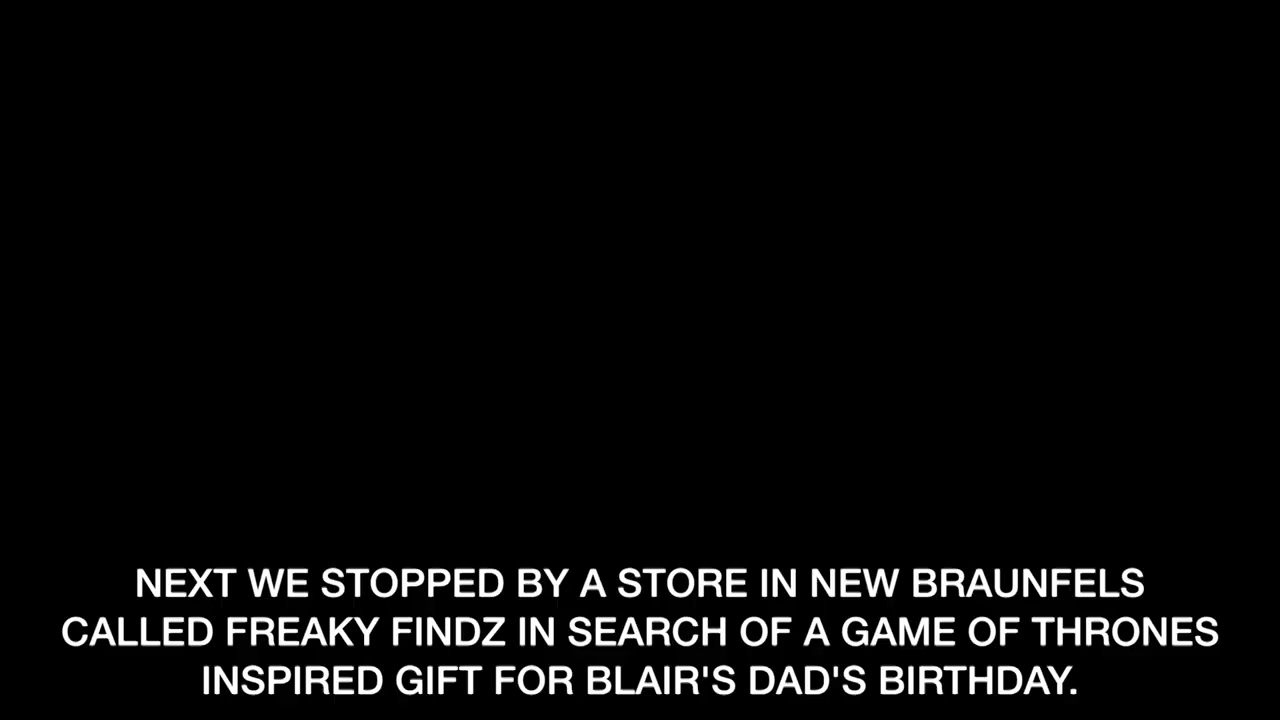 NEXT WE STOPPED BY A STORE IN NEW BRAUNFELS
CALLED FREAKY FINDZ IN SEARCH OF A GAME OF THRONES
INSPIRED GIFT FOR BLAIR'S DAD'S BIRTHDAY.